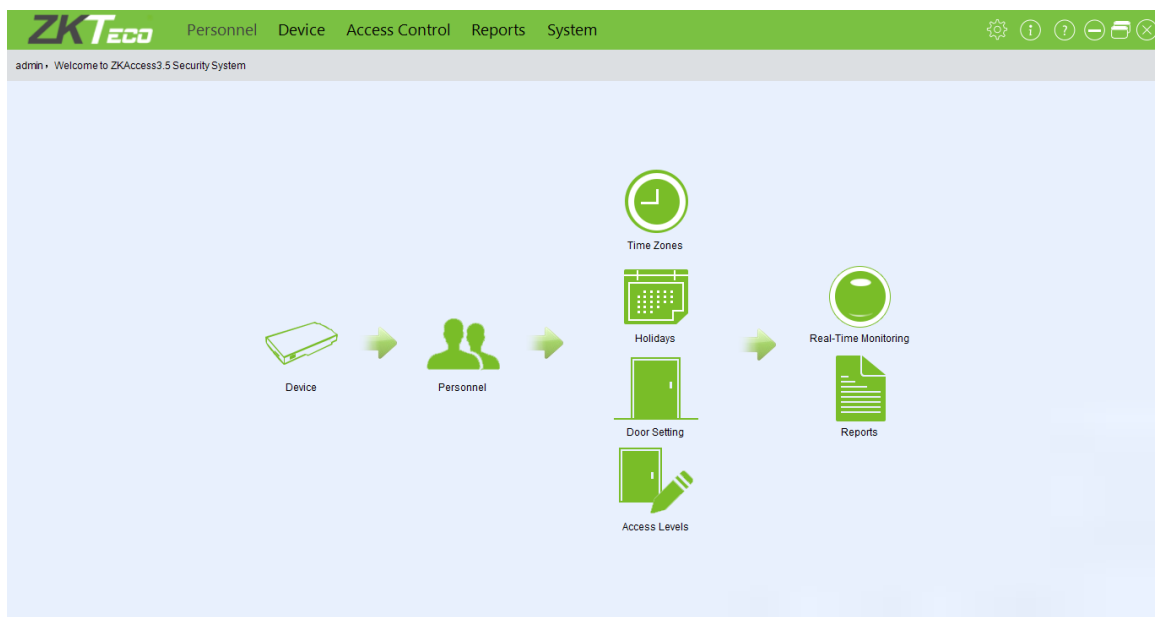 ZKTeco Personnel Device Access Control Reports System
admin Welcome to ZKAccess3.5 Security System
Time Zones
Holidays
Real-Time Monitoring
Device
Personnel
Door Setting
Reports
Access Levels